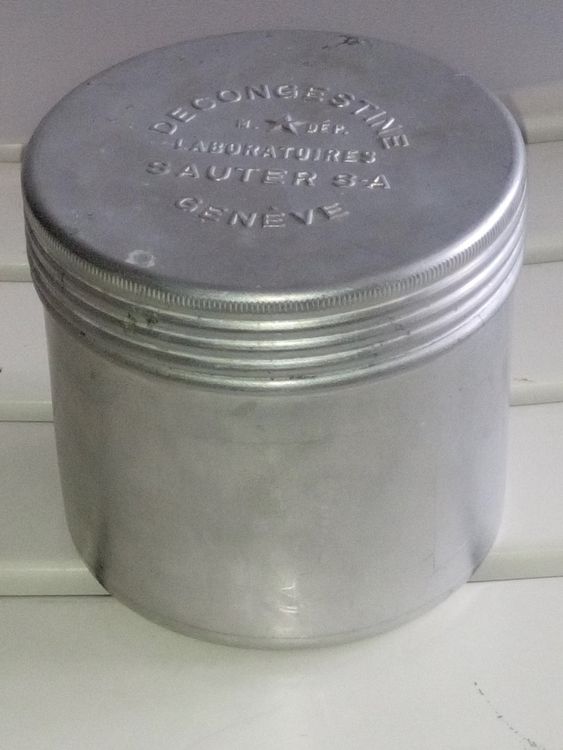 DECONGESTINE
M. ★ DÉP.
LABORATOIRES
SAUTER S-A
GENÈVE